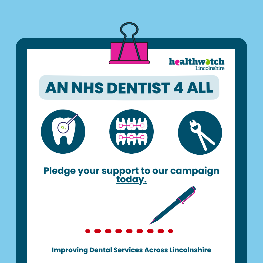 healthwatch
Lincolnshire
AN NHS DENTIST 4 ALL
Pledge your support to our campaign
today.
Improving Dental Services Across Lincolnshire